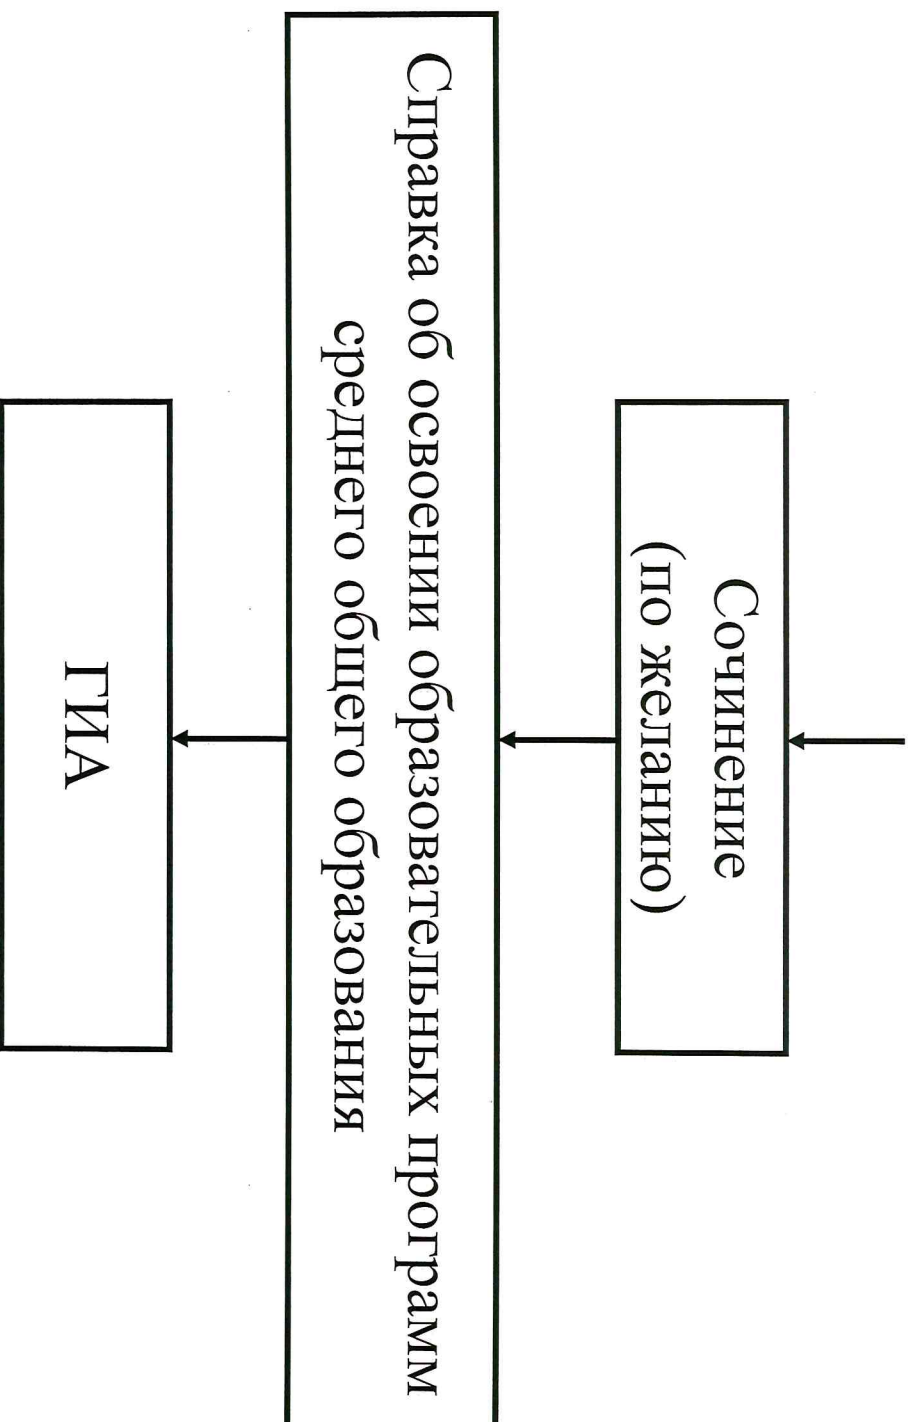 Сочинение
(по желанию)
Справка об освоении образовательных программ
среднего общего образования
ГИА